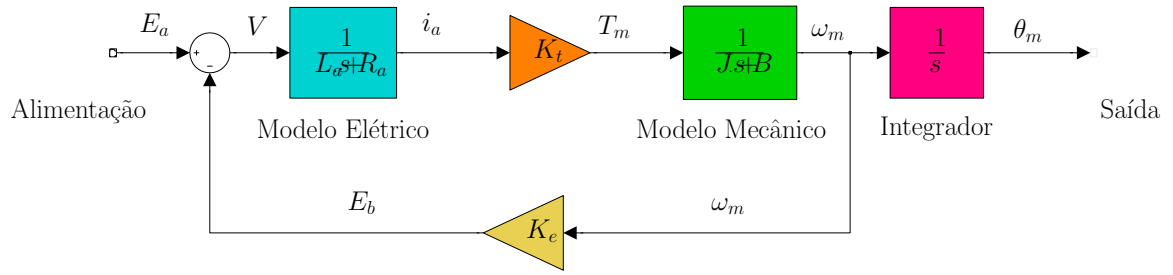 E_a
V
i_a
T_m
ω_m
θ_m
+
-
1
L_a s+R_a
K_t
1
J.s+B
1
s
Alimentação
Modelo Elétrico
Modelo Mecânico
Integrador
Saída
E_b
K_e
ω_m